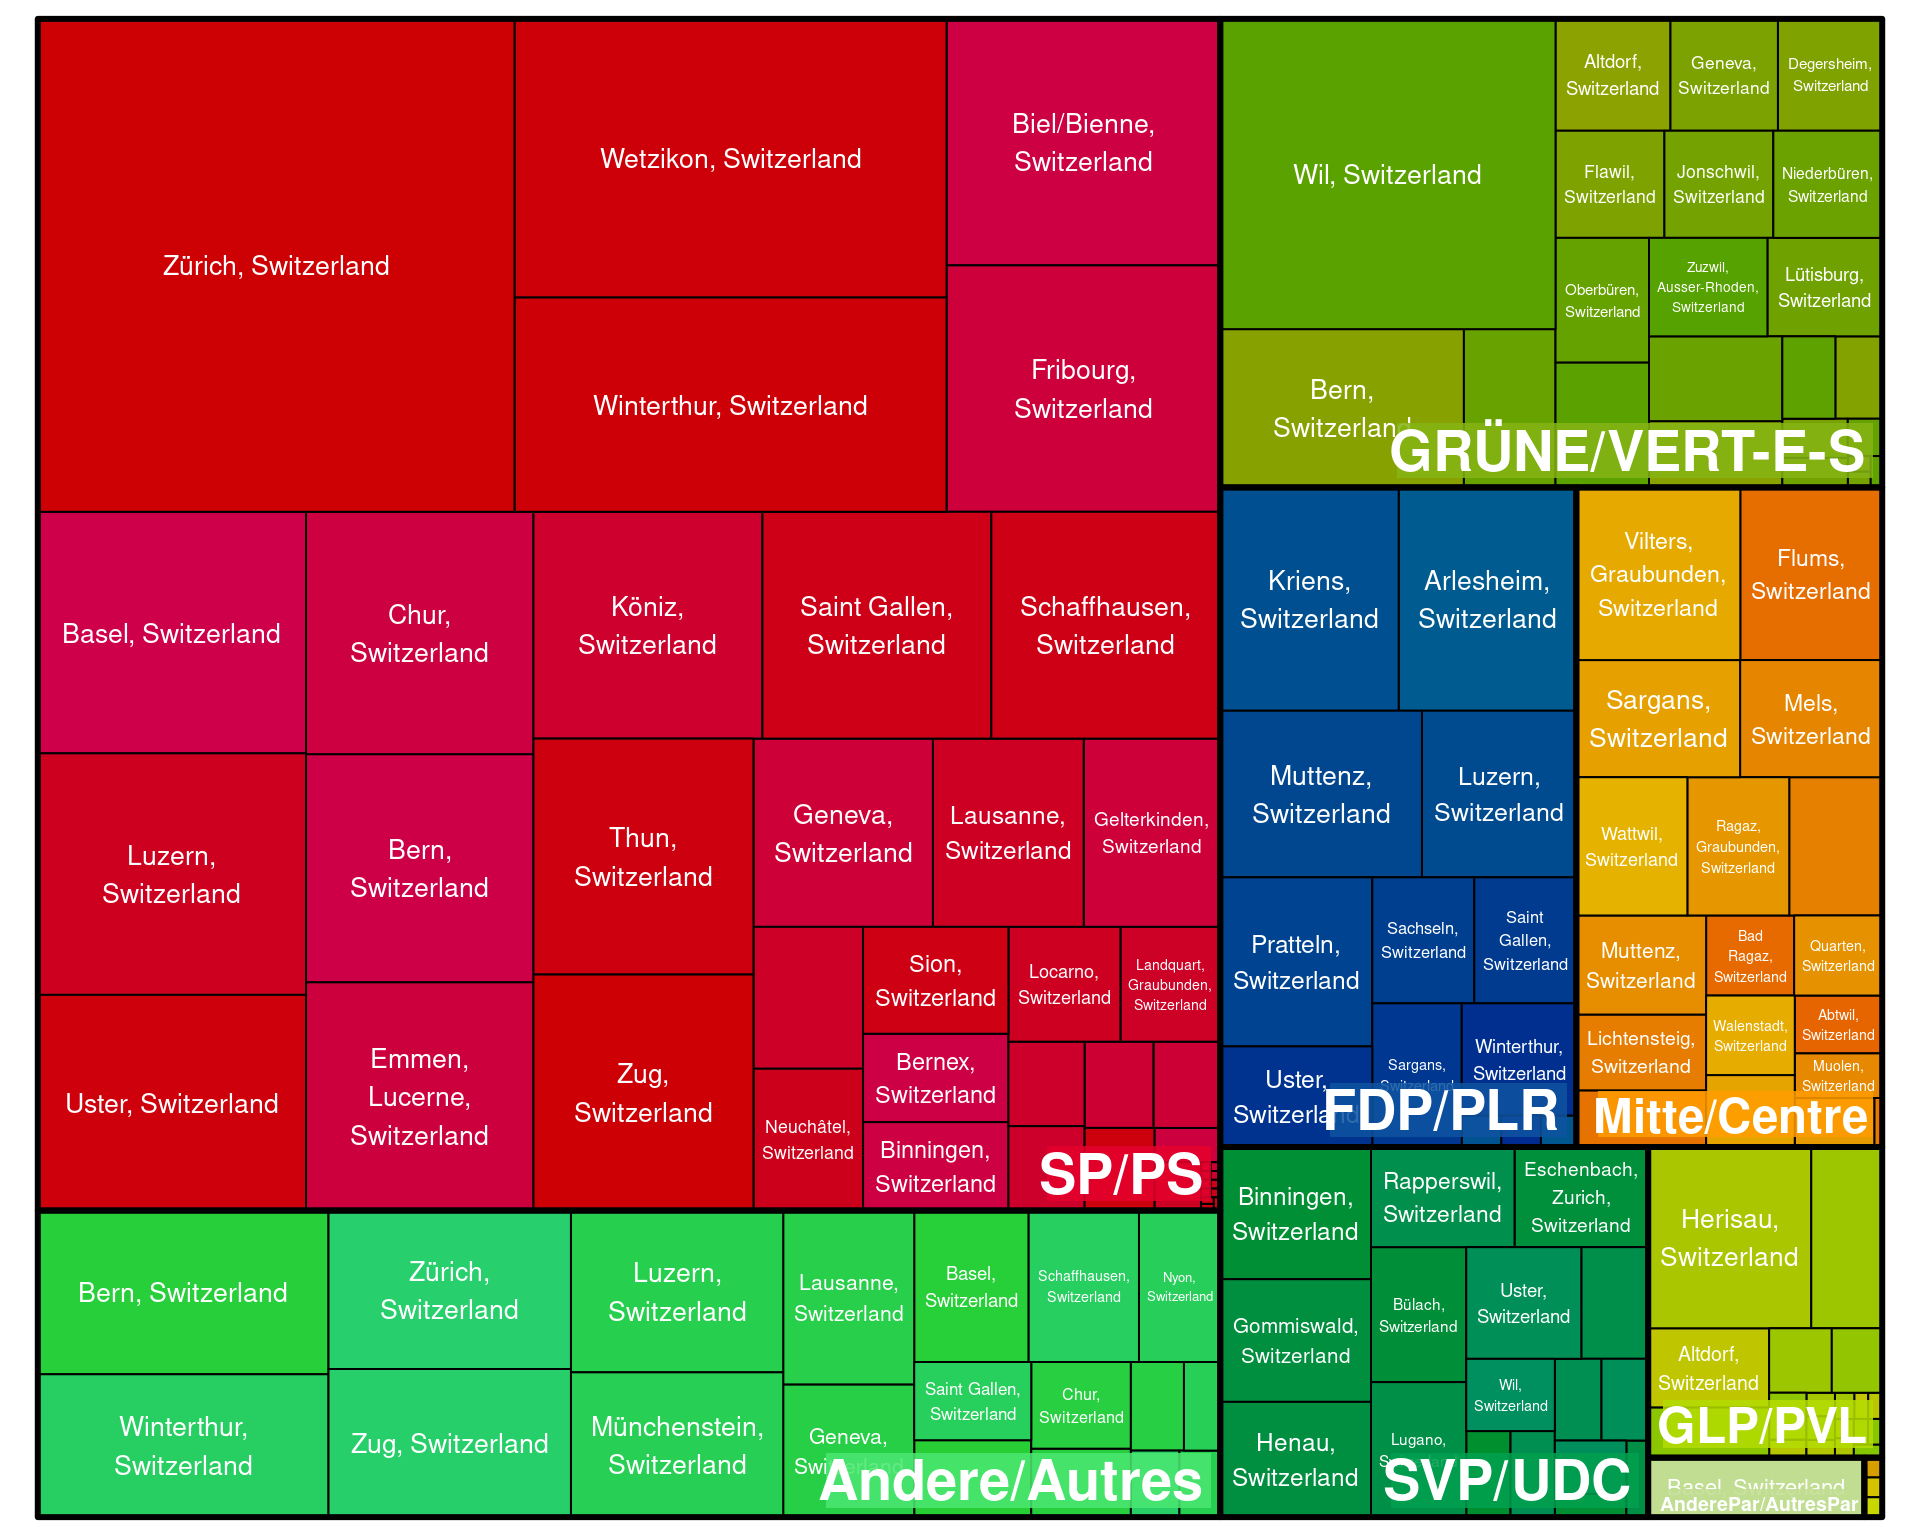 Zürich, Switzerland
Wetzikon, Switzerland
Winterthur, Switzerland
Biel/Bienne,
Switzerland
Fribourg,
Switzerland
Basel, Switzerland
Chur,
Switzerland
Köniz,
Switzerland
Saint Gallen,
Switzerland
Schaffhausen,
Switzerland
Luzern,
Switzerland
Bern,
Switzerland
Thun,
Switzerland
Geneva,
Switzerland
Lausanne,
Switzerland
Gelterkinden,
Switzerland
Uster, Switzerland
Emmen,
Lucerne,
Switzerland
Zug,
Switzerland
Sion,
Switzerland
Locarno,
Switzerland
Landquart,
Graubunden,
Switzerland
Bernex,
Switzerland
Neuchâtel,
Switzerland
Binningen,
Switzerland
SP/PS
Wil, Switzerland
Altdorf,
Switzerland
Geneva,
Switzerland
Degersheim,
Switzerland
Flawil,
Switzerland
Jonschwil,
Switzerland
Niederbüren,
Switzerland
Oberbüren,
Switzerland
Zuzwil,
Ausser-Rhoden,
Switzerland
Lütisburg,
Switzerland
Bern,
Switzerland
GRÜNE/VERT-E-S
Kriens,
Switzerland
Arlesheim,
Switzerland
Muttenz,
Switzerland
Luzern,
Switzerland
Pratteln,
Switzerland
Sachseln,
Switzerland
Saint
Gallen,
Switzerland
Uster,
Switzerland
Sargans,
Switzerland
Winterthur,
Switzerland
FDP/PLR
Vilters,
Graubunden,
Switzerland
Flums,
Switzerland
Sargans,
Switzerland
Mels,
Switzerland
Wattwil,
Switzerland
Ragaz,
Graubunden,
Switzerland
Muttenz,
Switzerland
Bad
Ragaz,
Switzerland
Quarten,
Switzerland
Lichtensteig,
Switzerland
Walenstadt,
Switzerland
Abtwil,
Switzerland
Muolen,
Switzerland
Mitte/Centre
Bern, Switzerland
Zürich,
Switzerland
Luzern,
Switzerland
Lausanne,
Switzerland
Basel,
Switzerland
Schaffhausen,
Switzerland
Nyon,
Switzerland
Winterthur,
Switzerland
Zug, Switzerland
Münchenstein,
Switzerland
Geneva,
Switzerland
Saint Gallen,
Switzerland
Chur,
Switzerland
Andere/Autres
Binningen,
Switzerland
Rapperswil,
Switzerland
Eschenbach,
Zurich,
Switzerland
Gommiswald,
Switzerland
Bülach,
Switzerland
Uster,
Switzerland
Wil,
Switzerland
Henau,
Switzerland
Lugano,
Switzerland
SVP/UDC
Herisau,
Switzerland
Altdorf,
Switzerland
GLP/PVL
Basel, Switzerland
AnderePar/AutresPar